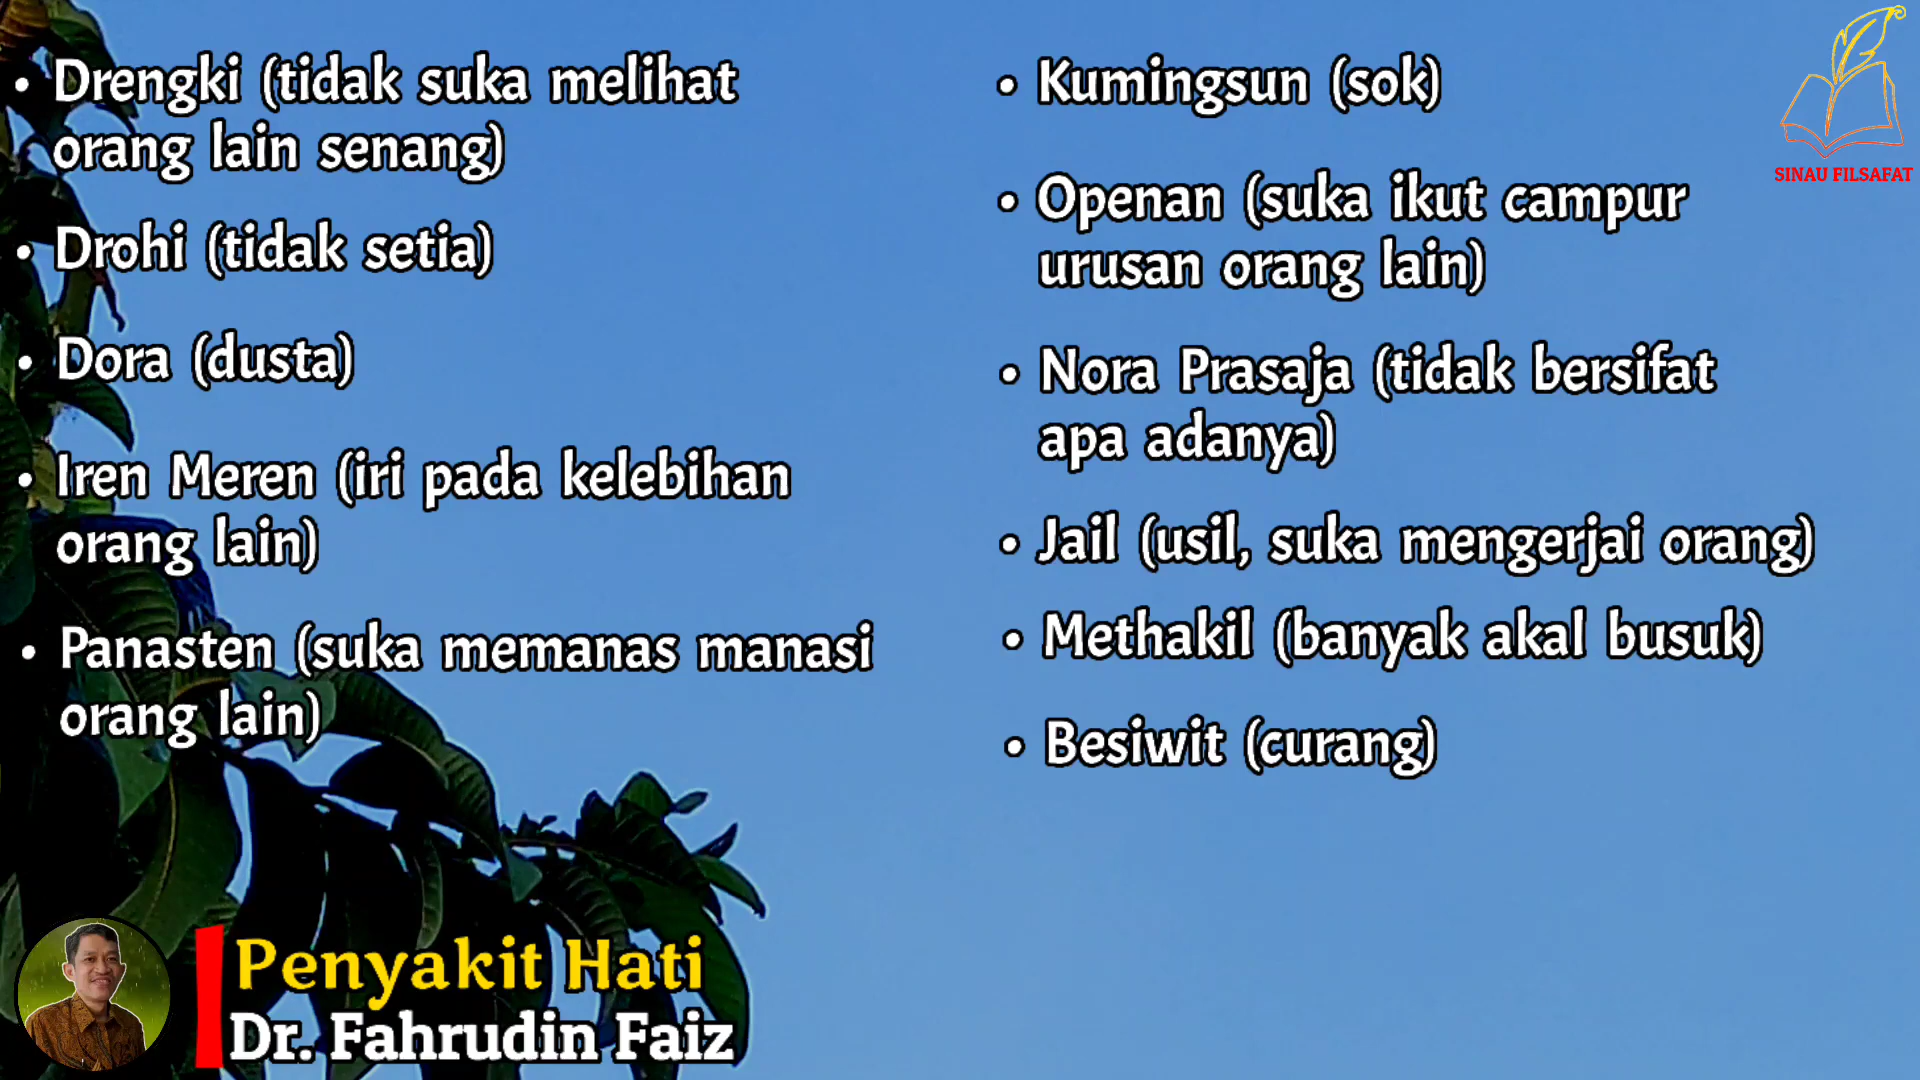 • Drengki (tidak suka melihat
orang lain senang)
• Drohi (tidak setia)
• Dora (dusta)
• Iren Meren (iri pada kelebihan
orang lain)
• Panasten (suka memanas manasi
orang lain)
• Kumingsun (sok)
• Openan (suka ikut campur
urusan orang lain)
• Nora Prasaja (tidak bersifat
apa adanya)
• Jail (usil, suka mengerjai orang)
• Methakil (banyak akal busuk)
• Besiwit (curang)
SINAU FILSAFAT
Penyakit Hati
Dr. Fahrudin Faiz